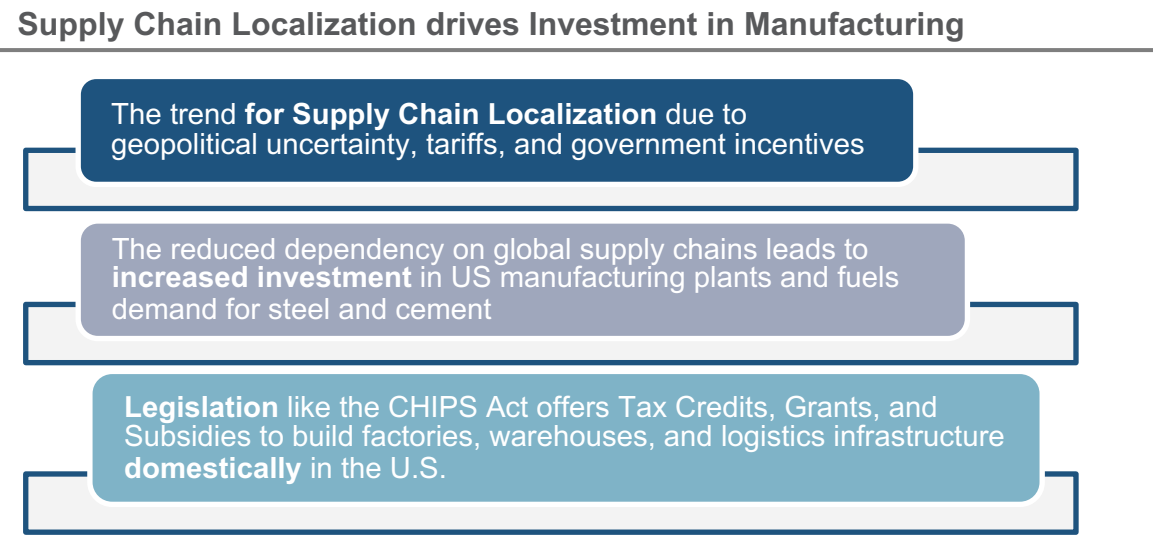 Supply Chain Localization drives Investment in Manufacturing
The trend for Supply Chain Localization due to
geopolitical uncertainty, tariffs, and government incentives
The reduced dependency on global supply chains leads to
increased investment in US manufacturing plants and fuels
demand for steel and cement
Legislation like the CHIPS Act offers Tax Credits, Grants, and
Subsidies to build factories, warehouses, and logistics infrastructure
domestically in the U.S.